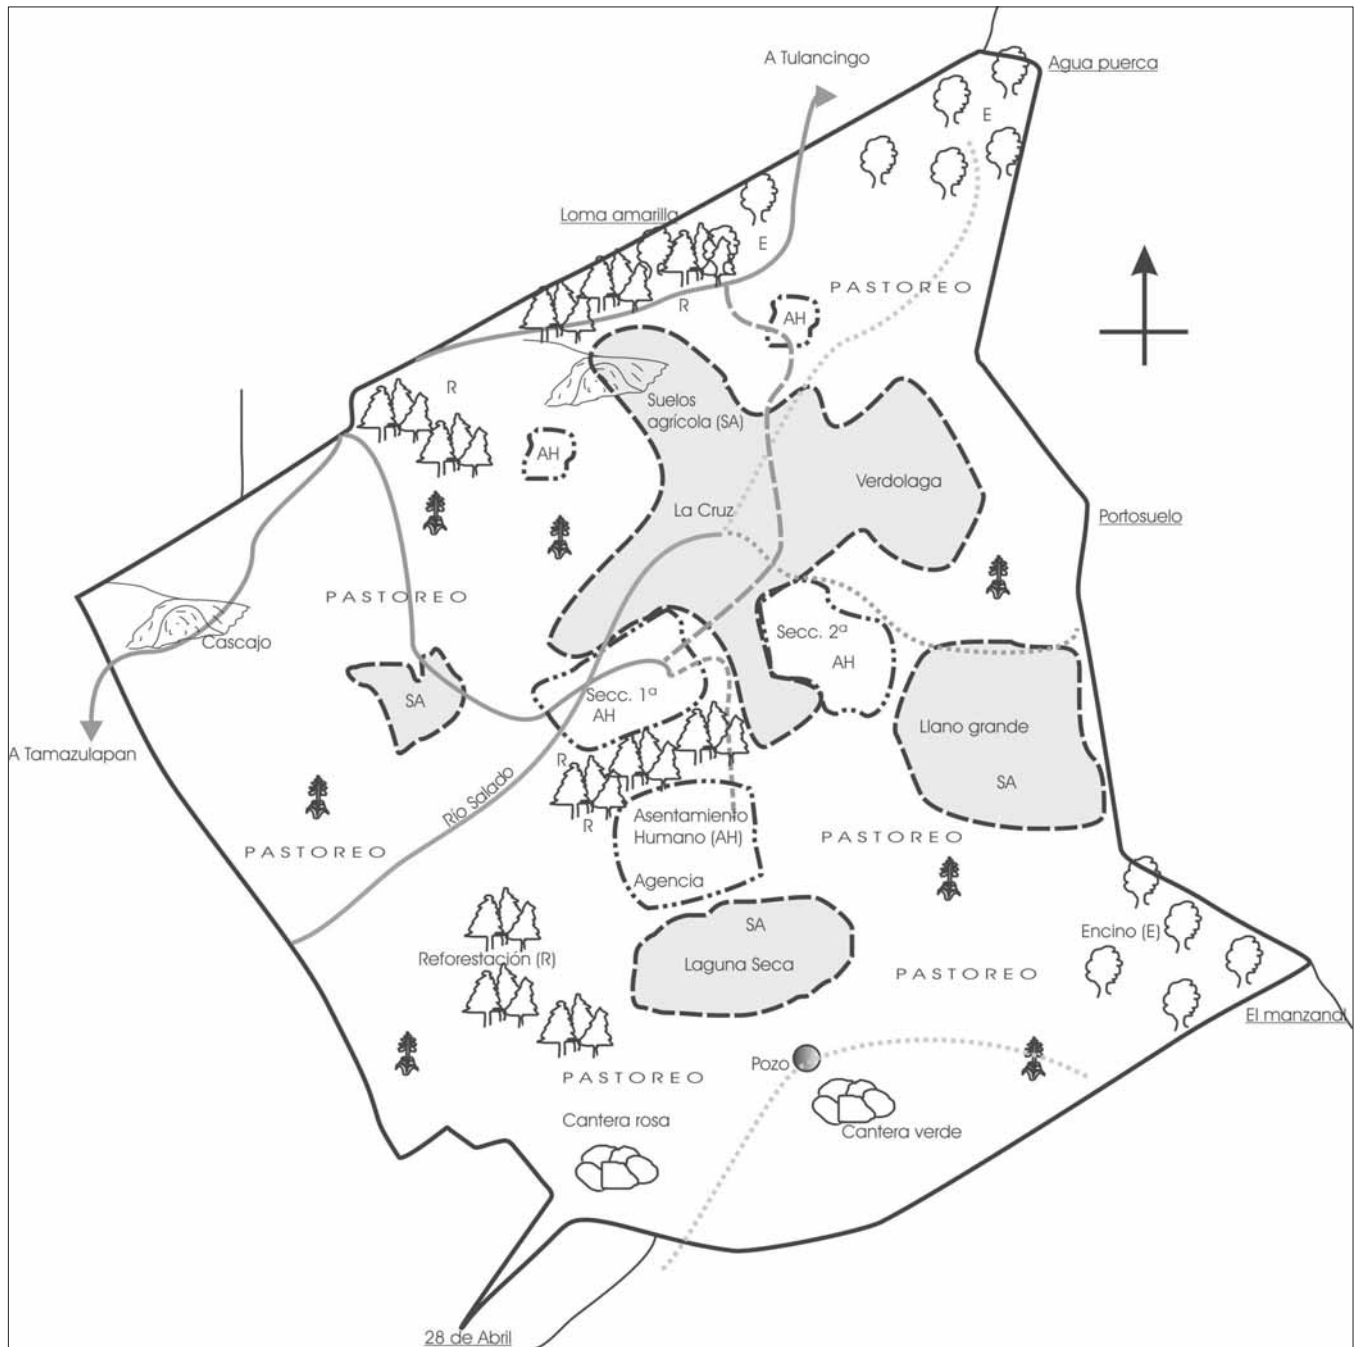 A Tulancingo
Agua puerca
E
Loma amarilla
E
PASTOREO
R
AH
R
Suelos
agrícola (SA)
AH
Verdolaga
La Cruz
Portosuelo
PASTOREO
Cascajo
Secc. 2ª
AH
SA
Secc. 1ª
AH
Llano grande
A Tamazulapan
R
SA
Río Salado
Asentamiento
Humano (AH)
R
PASTOREO
PASTOREO
Agencia
SA
Encino (E)
Reforestación (R)
Laguna Seca
PASTOREO
El manzanal
Pozo
PASTOREO
Cantera rosa
Cantera verde
28 de Abril